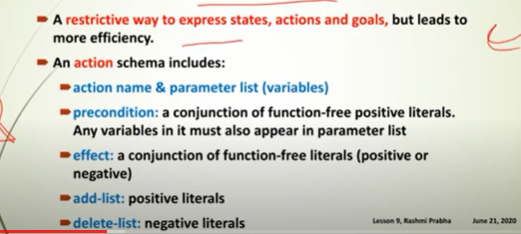 A restrictive way to express states, actions and goals, but leads to
more efficiency.
An action schema includes:
action name & parameter list (variables)
precondition: a conjunction of function-free positive literals.
Any variables in it must also appear in parameter list
effect: a conjunction of function-free literals (positive or
negative)
add-list: positive literals
delete-list: negative literals
Lesson 9, Rashmi Prabha June 21, 2020